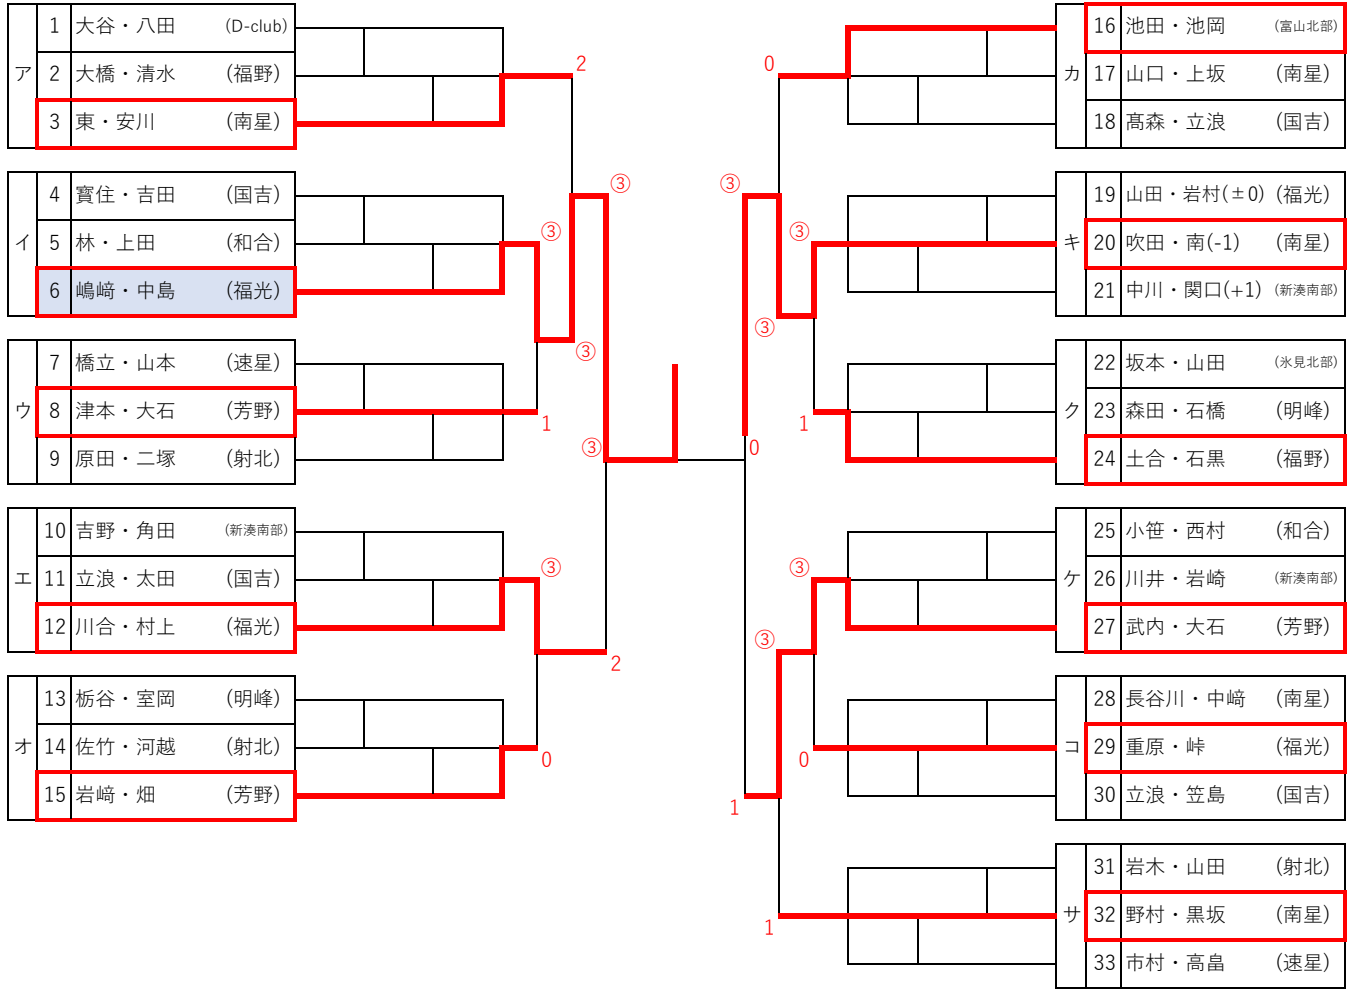 ア
1 大谷・八田 (D-club)
2 大橋・清水 (福野)
3 東・安川 (南星)
イ
4 寳住・吉田 (国吉)
5 林・上田 (和合)
6 嶋﨑・中島 (福光)
ウ
7 橋立・山本 (速星)
8 津本・大石 (芳野)
9 原田・二塚 (射北)
エ
10 吉野・角田 (新湊南部)
11 立浪・太田 (国吉)
12 川合・村上 (福光)
オ
13 栃谷・室岡 (明峰)
14 佐竹・河越 (射北)
15 岩﨑・畑 (芳野)
2
③
③
③
1
③
③
2
0
0
③
③
③
1
0
③
③
1
0
1
カ
16 池田・池岡 (富山北部)
17 山口・上坂 (南星)
18 髙森・立浪 (国吉)
キ
19 山田・岩村(±0) (福光)
20 吹田・南(-1) (南星)
21 中川・関口(+1) (新湊南部)
ク
22 坂本・山田 (氷見北部)
23 森田・石橋 (明峰)
24 土合・石黒 (福野)
ケ
25 小笹・西村 (和合)
26 川井・岩崎 (新湊南部)
27 武内・大石 (芳野)
コ
28 長谷川・中﨑 (南星)
29 重原・峠 (福光)
30 立浪・笠島 (国吉)
サ
31 岩木・山田 (射北)
32 野村・黒坂 (南星)
33 市村・高畠 (速星)